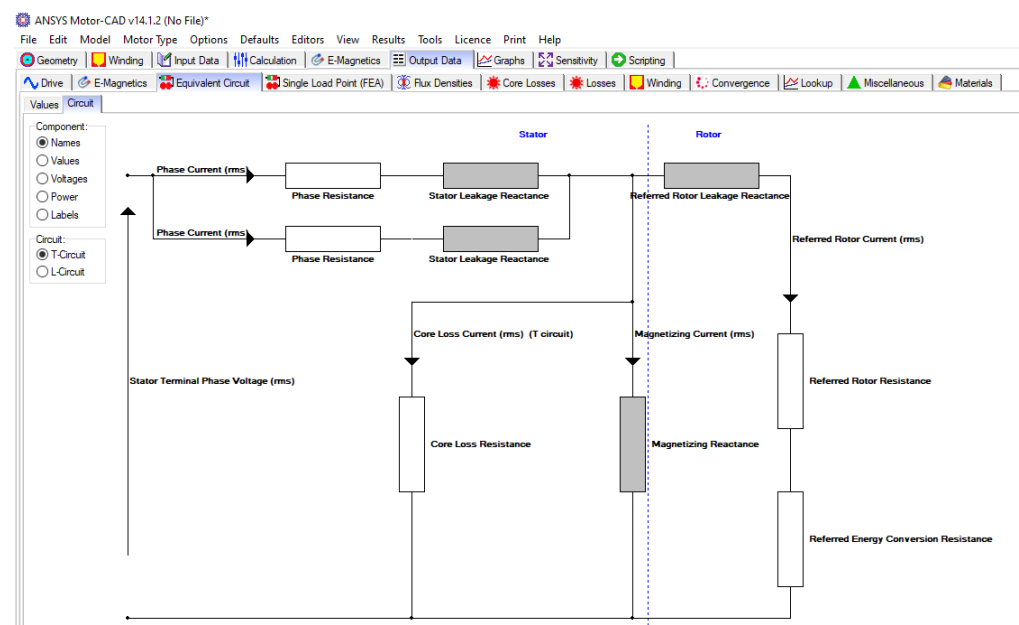 ANSYS Motor-CAD v14.1.2 (No File)*
File Edit Model Motor Type Options Defaults Editors View Results Tools Licence Print Help
Geometry Winding Input Data Calculation E-Magnetics Output Data Graphs Sensitivity Scripting
Drive E-Magnetics Equivalent Circuit Single Load Point (FEA) Flux Densities Core Losses Losses Winding Convergence Lookup Miscellaneous Materials
Values Circuit
Component:
Names
Values
Voltages
Power
Labels
Circuit:
T-Circuit
L-Circuit
Stator Rotor
Phase Current (rms)
Phase Resistance Stator Leakage Reactance Referred Rotor Leakage Reactance
Phase Current (rms)
Referred Rotor Current (rms)
Phase Resistance Stator Leakage Reactance
Core Loss Current (rms) (T circuit) Magnetizing Current (rms)
Stator Terminal Phase Voltage (rms) Referred Rotor Resistance
Core Loss Resistance Magnetizing Reactance
Referred Energy Conversion Resistance